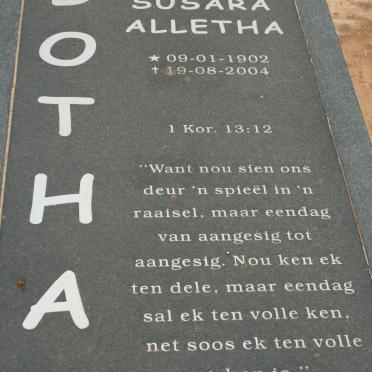 BOTHA
SUSARA
ALLETHA
★ 09-01-1902
✝ 19-08-2004
1 Kor. 13:12
"Want nou sien ons
deur 'n spieël in 'n
raaisel, maar eendag
van aangesig tot
aangesig. Nou ken ek
ten dele, maar eendag
sal ek ten volle ken,
net soos ek ten volle